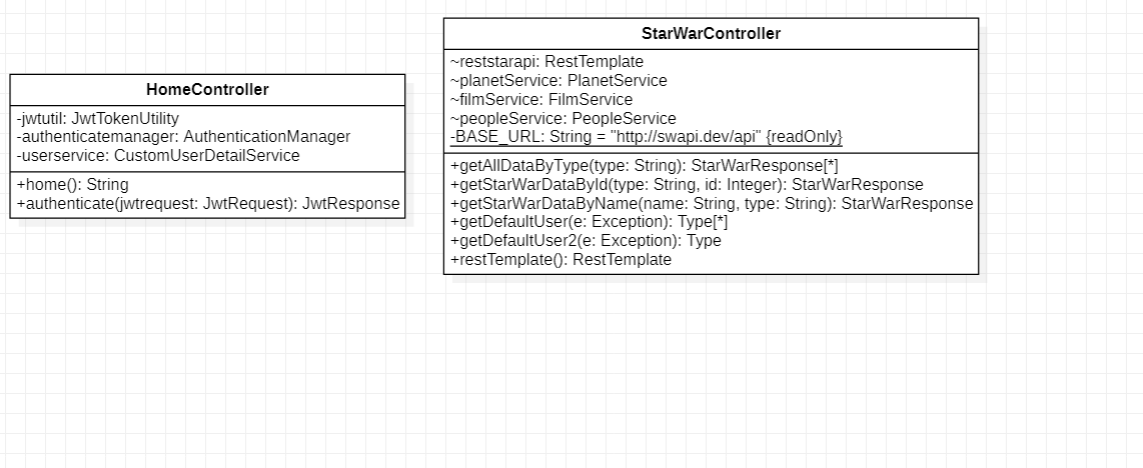 HomeController
-jwtutil: JwtTokenUtility
-authenticatemanager: AuthenticationManager
-userservice: CustomUserDetailService
+home(): String
+authenticate(jwtrequest: JwtRequest): JwtResponse
StarWarController
~reststarapi: RestTemplate
~planetService: PlanetService
~filmService: FilmService
~peopleService: PeopleService
-BASE_URL: String = "http://swapi.dev/api" {readOnly}
+getAllDataByType(type: String): StarWarResponse[*]
+getStarWarDataById(type: String, id: Integer): StarWarResponse
+getStarWarDataByName(name: String, type: String): StarWarResponse
+getDefaultUser(e: Exception): Type[*]
+getDefaultUser2(e: Exception): Type
+restTemplate(): RestTemplate